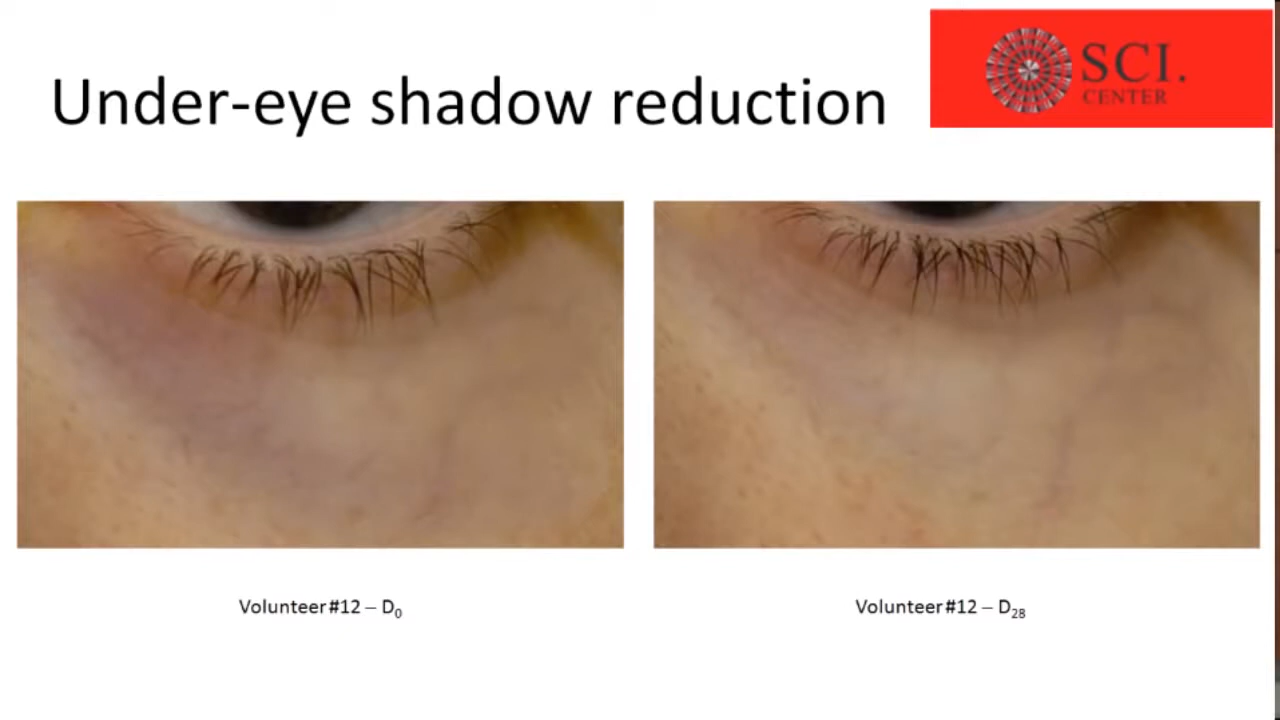 Under-eye shadow reduction
SCI.
CENTER
Volunteer #12 – D0
Volunteer #12 – D28